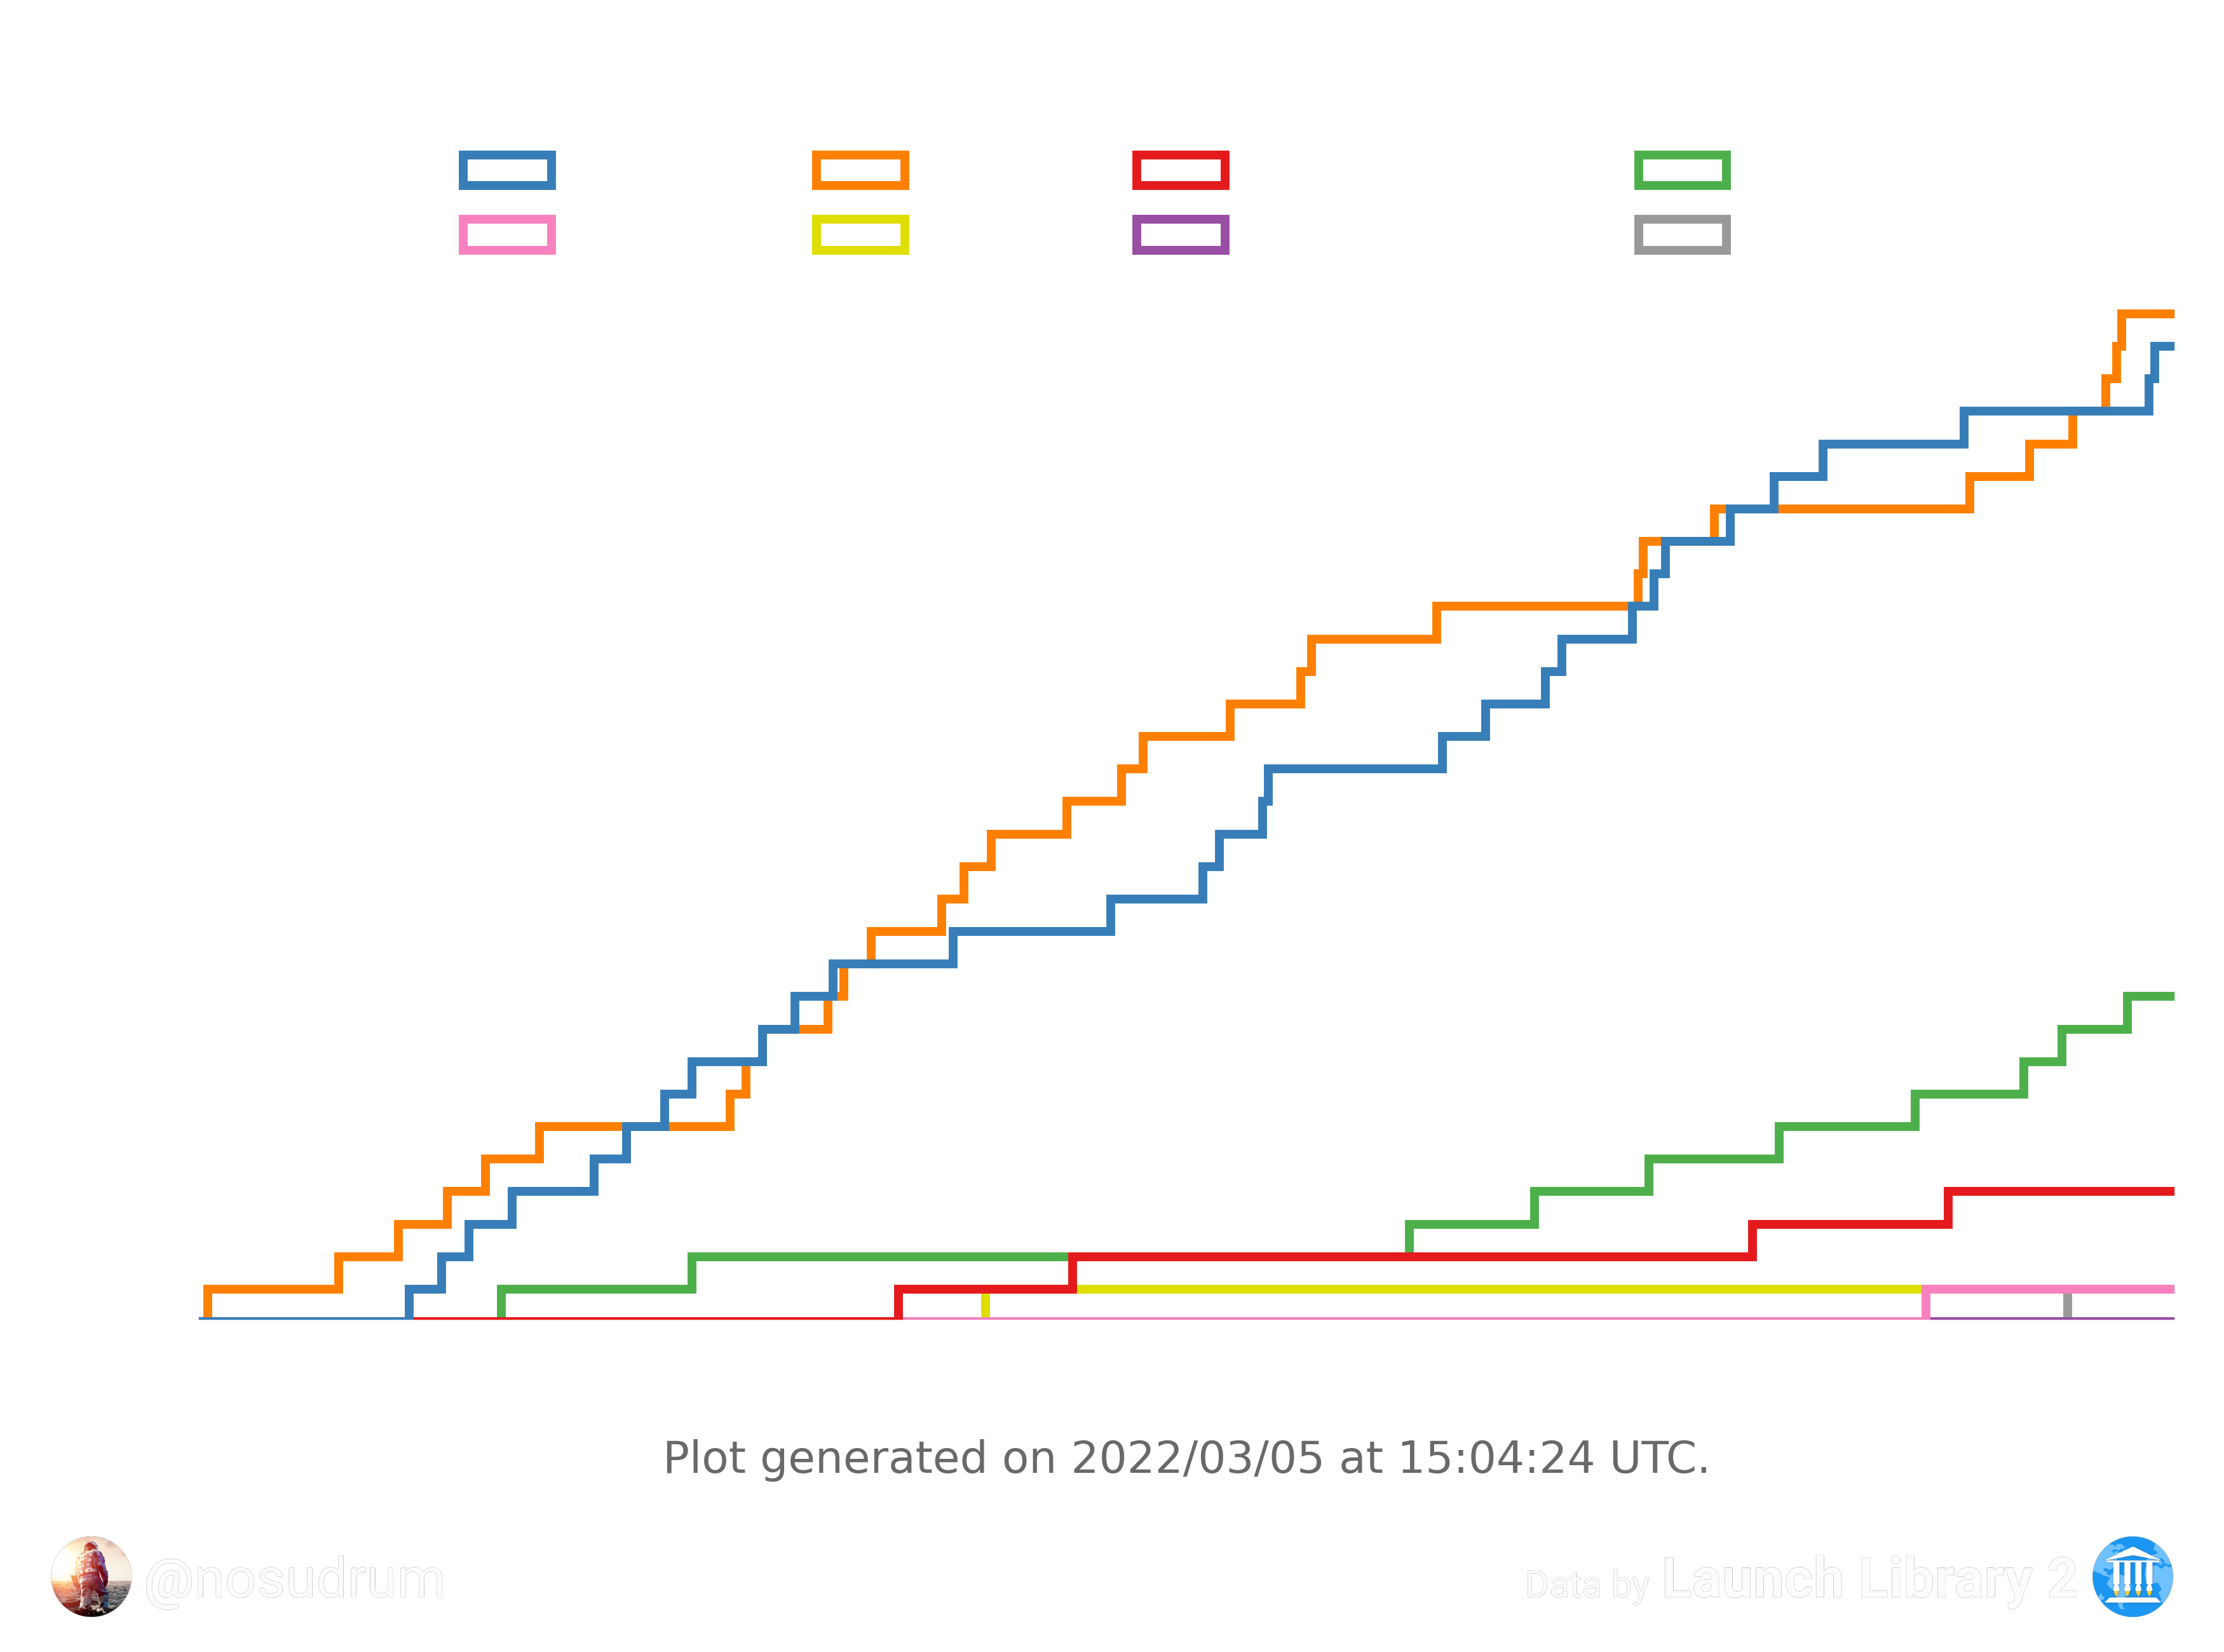 Plot generated on 2022/03/05 at 15:04:24 UTC.
@nosudrum
Data by Launch Library 2